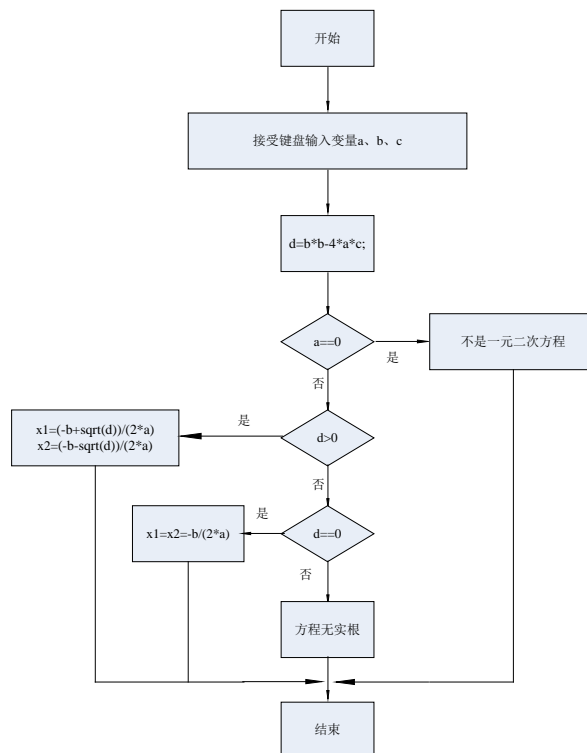 开始
接受键盘输入变量a、b、c
d=b*b-4*a*c;
a==0
是
不是一元二次方程
否
x1=(-b+sqrt(d))/(2*a)
x2=(-b-sqrt(d))/(2*a)
是
d>0
否
x1=x2=-b/(2*a)
是
d==0
否
方程无实根
结束